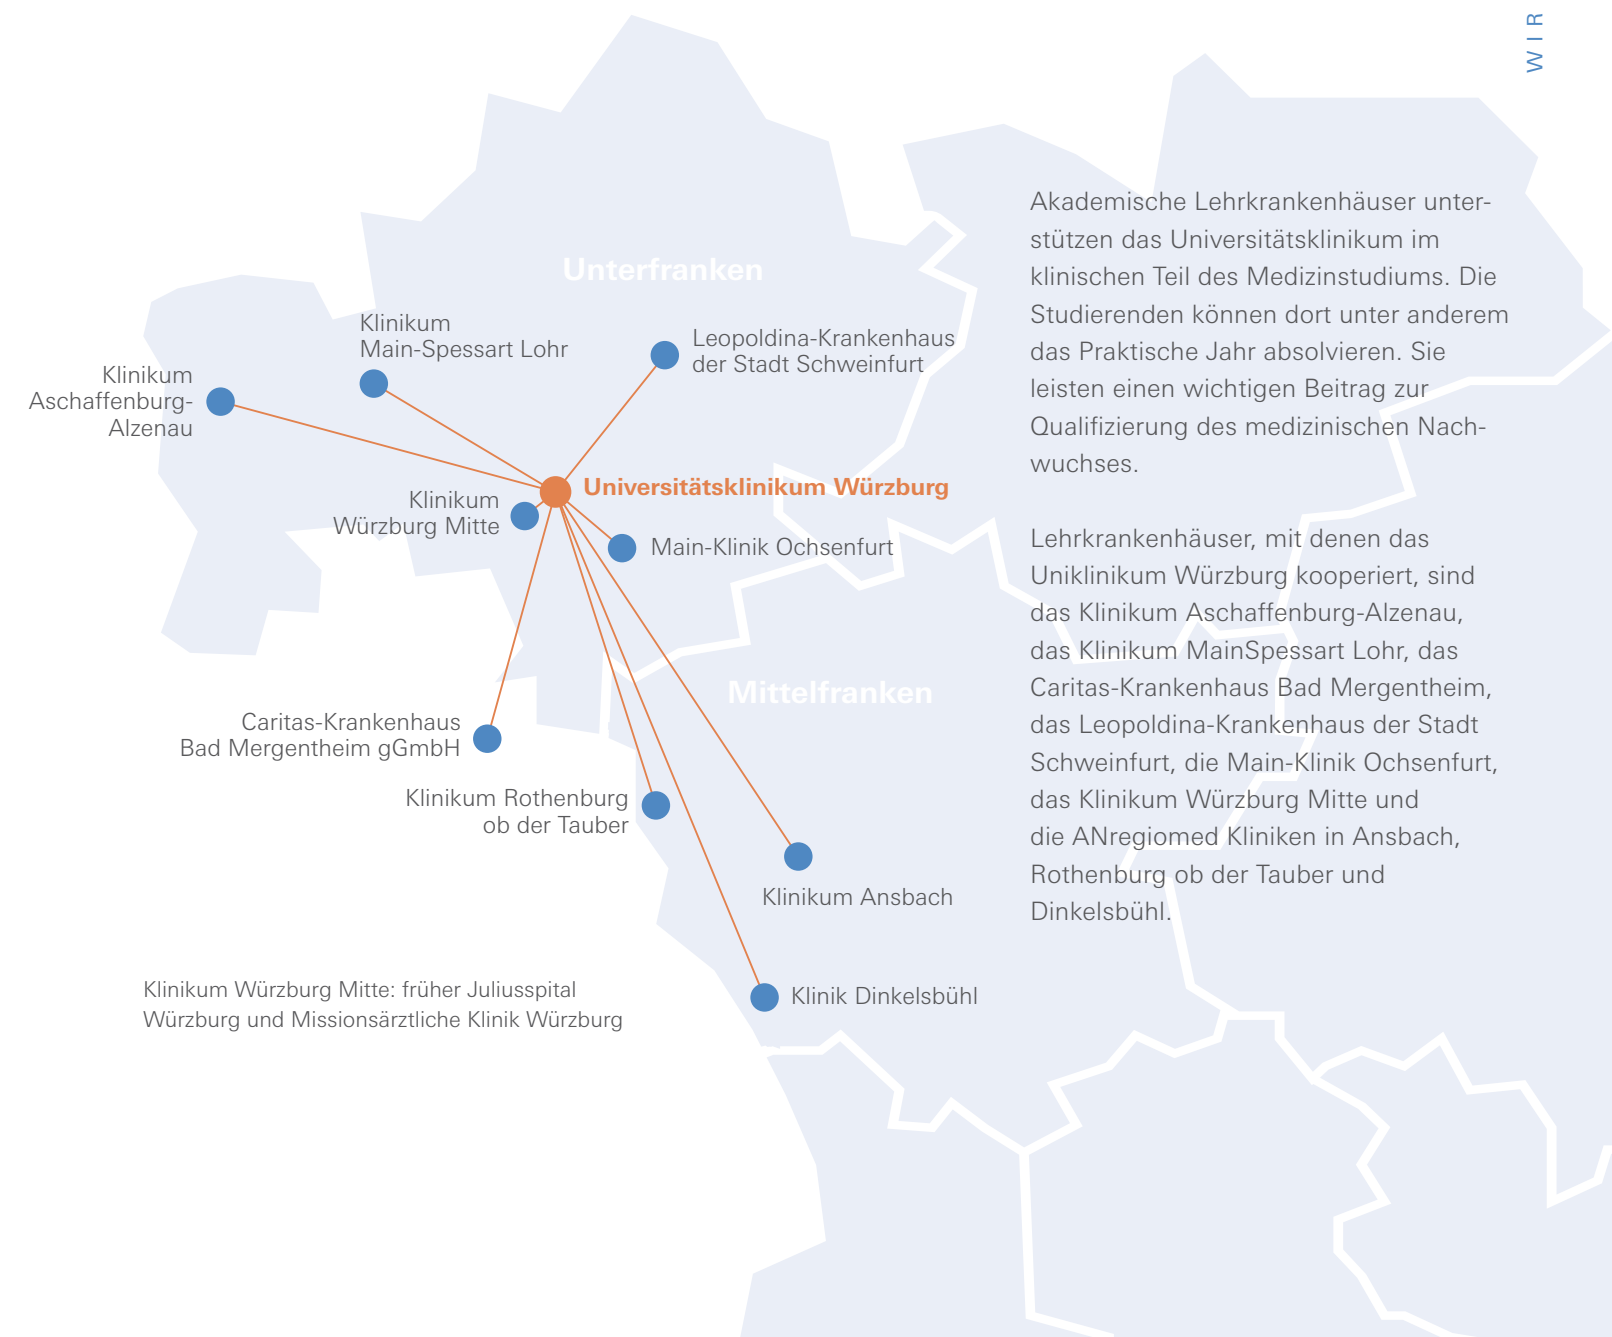 WIR
Unterfranken
Klinikum
Main-Spessart Lohr
Leopoldina-Krankenhaus
der Stadt Schweinfurt
Klinikum
Aschaffenburg-
Alzenau
Universitätsklinikum Würzburg
Klinikum
Würzburg Mitte
Main-Klinik Ochsenfurt
Mittelfranken
Caritas-Krankenhaus
Bad Mergentheim gGmbH
Klinikum Rothenburg
ob der Tauber
Klinikum Ansbach
Klinik Dinkelsbühl
Klinikum Würzburg Mitte: früher Juliusspital
Würzburg und Missionsärztliche Klinik Würzburg
Akademische Lehrkrankenhäuser unter-
stützen das Universitätsklinikum im
klinischen Teil des Medizinstudiums. Die
Studierenden können dort unter anderem
das Praktische Jahr absolvieren. Sie
leisten einen wichtigen Beitrag zur
Qualifizierung des medizinischen Nach-
wuchses.
Lehrkrankenhäuser, mit denen das
Uniklinikum Würzburg kooperiert, sind
das Klinikum Aschaffenburg-Alzenau,
das Klinikum MainSpessart Lohr, das
Caritas-Krankenhaus Bad Mergentheim,
das Leopoldina-Krankenhaus der Stadt
Schweinfurt, die Main-Klinik Ochsenfurt,
das Klinikum Würzburg Mitte und
die ANregiomed Kliniken in Ansbach,
Rothenburg ob der Tauber und
Dinkelsbühl.